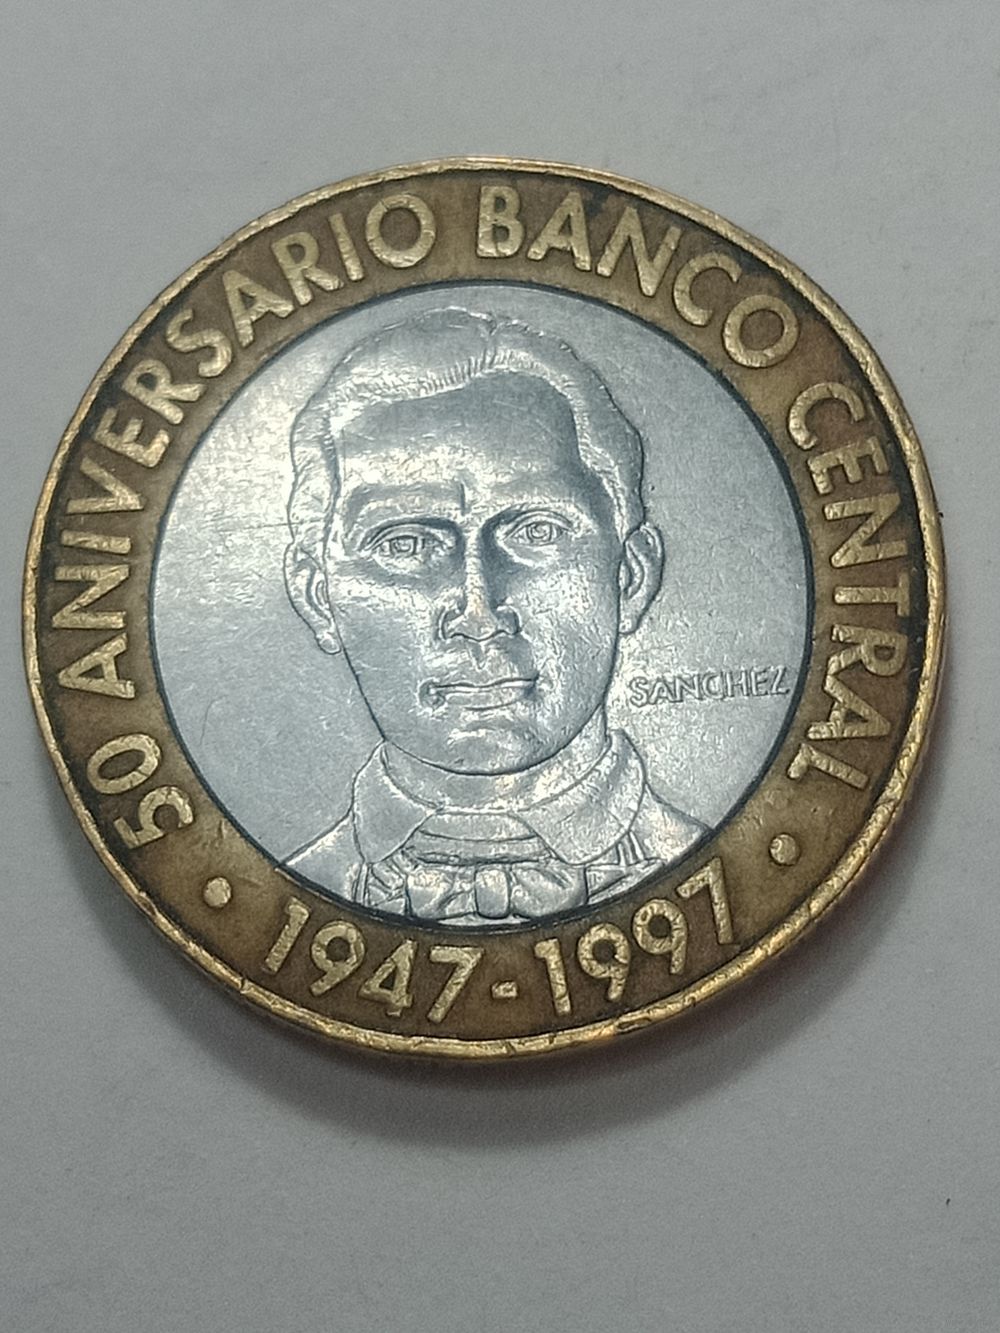 50 ANIVERSARIO BANCO CENTRAL
SANCHEZ
• 1947-1997 •